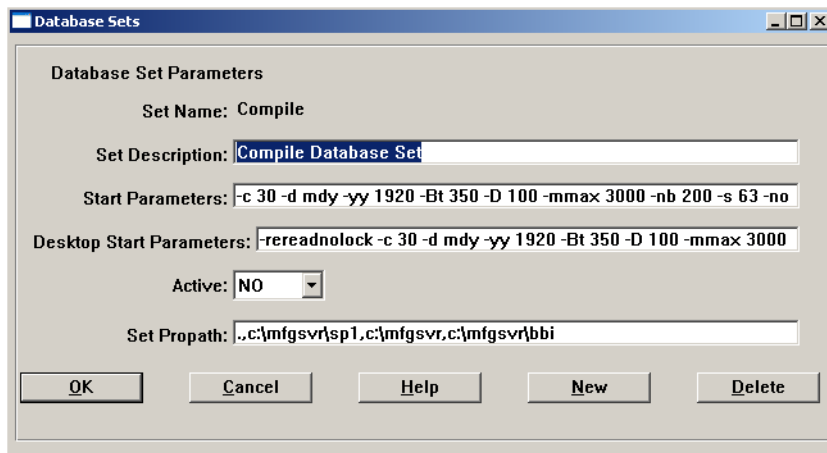 Database Sets
Database Set Parameters
Set Name: Compile
Set Description: Compile Database Set
Start Parameters: -c 30 -d mdy -yy 1920 -Bt 350 -D 100 -mmax 3000 -nb 200 -s 63 -no
Desktop Start Parameters: -rereadnolock -c 30 -d mdy -yy 1920 -Bt 350 -D 100 -mmax 3000
Active: NO
Set Propath: .,c:\mfgsvr\sp1,c:\mfgsvr,c:\mfgsvr\bbi
OK Cancel Help New Delete